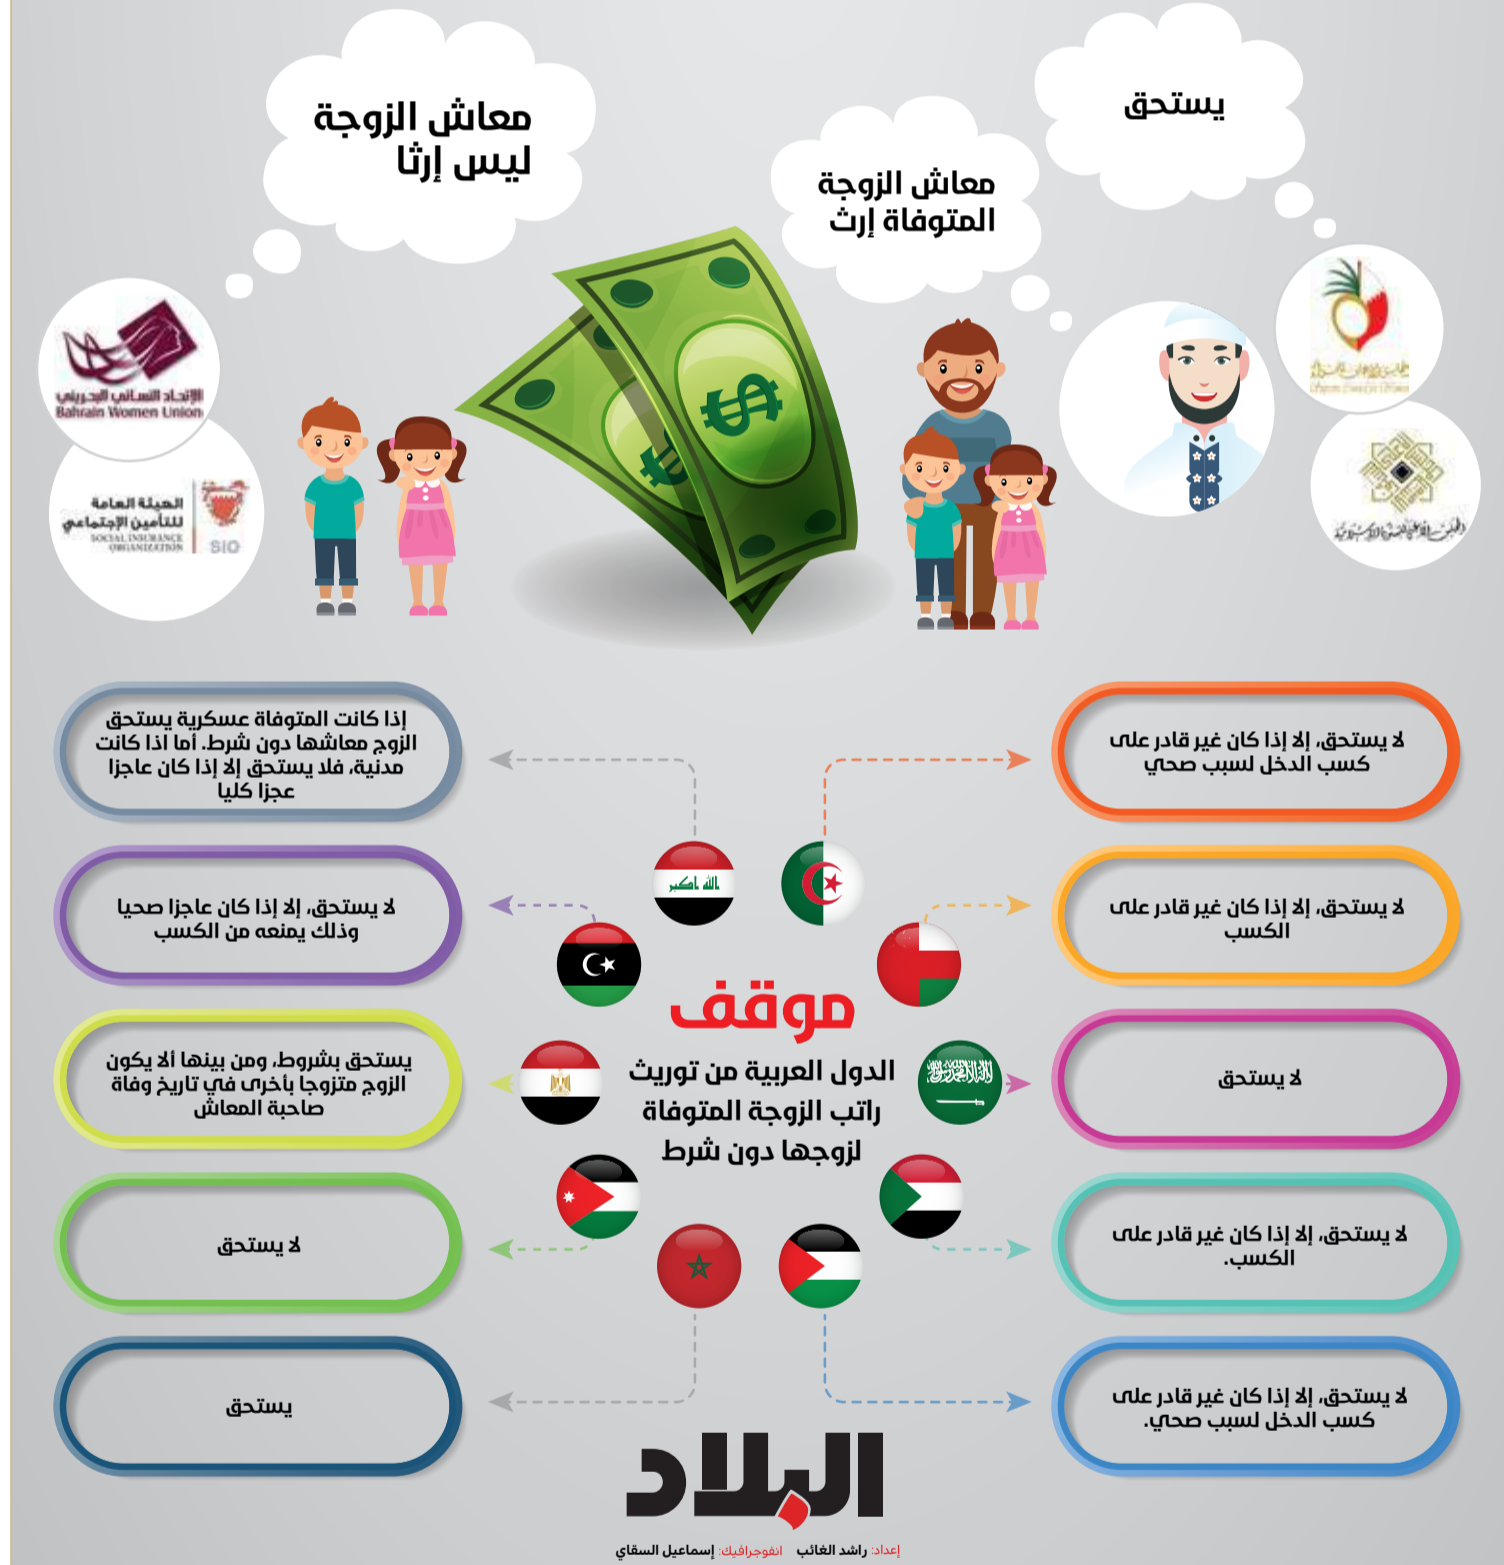 يستحق
معاش الزوجة المتوفاة إرث
معاش الزوجة
ليس إرثا
الإتحاد النسائي البحريني
Bahrain Women Union
الهيئة العامة
للتأمين الإجتماعي
SOCIAL INSURANCE
ORGANIZATION
SIO
لا يستحق، إلا إذا كان غير قادر على
كسب الدخل لسبب صحي
لا يستحق، إلا إذا كان غير قادر على
الكسب
لا يستحق
لا يستحق، إلا إذا كان غير قادر على
الكسب.
لا يستحق، إلا إذا كان غير قادر على
كسب الدخل لسبب صحي.
الله اكبر
موقف
الدول العربية من توريث
راتب الزوجة المتوفاة
لزوجها دون شرط
إذا كانت المتوفاة عسكرية يستحق
الزوج معاشها دون شرط. أما اذا كانت
مدنية، فلا يستحق إلا إذا كان عاجزا
عجزا كليا
لا يستحق، إلا إذا كان عاجزا صحيا
وذلك يمنعه من الكسب
يستحق بشروط، ومن بينها ألا يكون
الزوج متزوجا بأخرى في تاريخ وفاة
صاحبة المعاش
لا يستحق
يستحق
البلاد
إعداد: راشد الغائب انفوجرافيك: إسماعيل السقاي